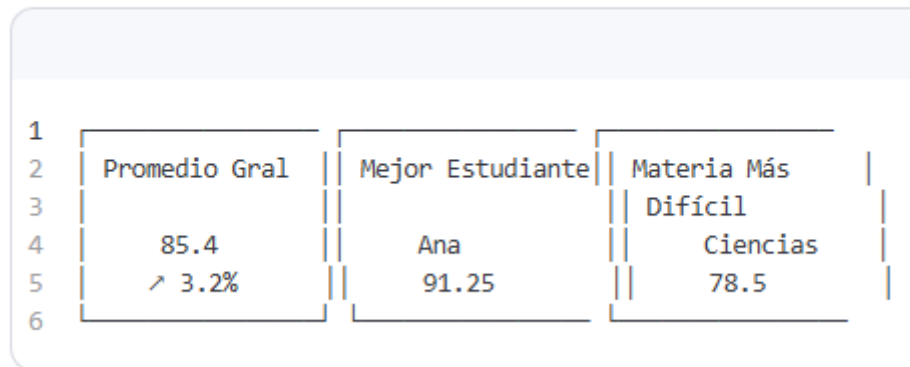 1
2 Promedio Gral Mejor Estudiante Materia Más
3 Difícil
4 85.4 Ana Ciencias
5 ↗ 3.2% 91.25 78.5
6